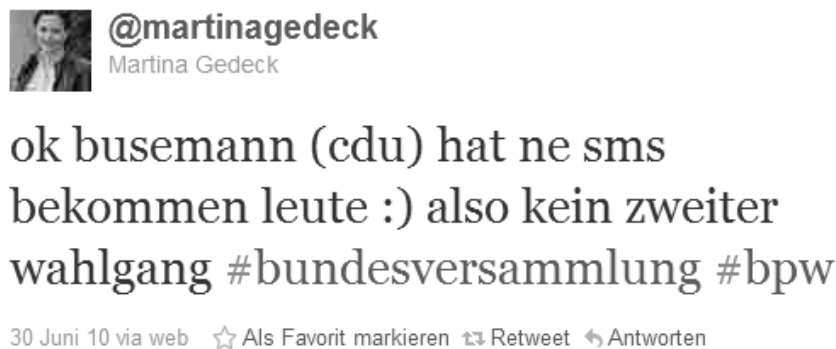 @martinagedeck
Martina Gedeck
ok busemann (cdu) hat ne sms
bekommen leute :) also kein zweiter
wahlgang #bundesversammlung #bpw
30 Juni 10 via web Als Favorit markieren Retweet Antworten